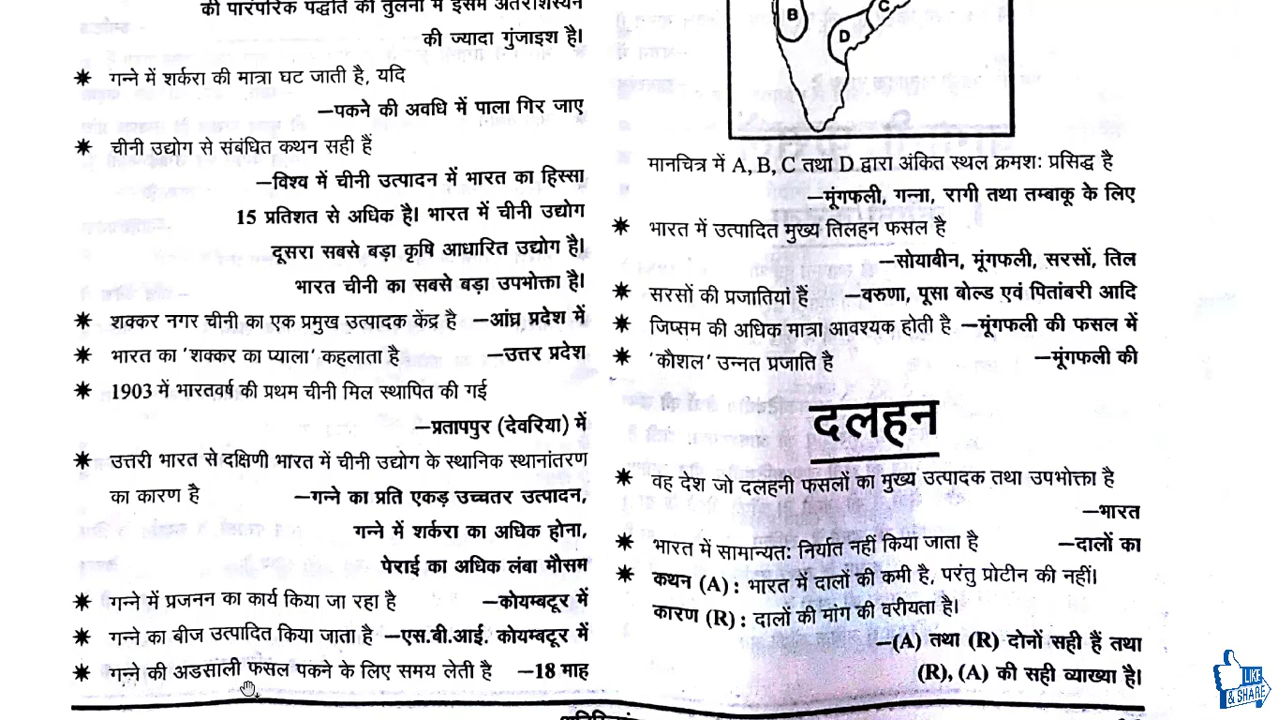 की पारंपरिक पद्धति की तुलना में इसमें अंतराशस्यन
की ज्यादा गुंजाइश है।
✷ गन्ने में शर्करा की मात्रा घट जाती है, यदि
–पकने की अवधि में पाला गिर जाए
✷ चीनी उद्योग से संबंधित कथन सही हैं
–विश्व में चीनी उत्पादन में भारत का हिस्सा
15 प्रतिशत से अधिक है। भारत में चीनी उद्योग
दूसरा सबसे बड़ा कृषि आधारित उद्योग है।
भारत चीनी का सबसे बड़ा उपभोक्ता है।
✷ शक्कर नगर चीनी का एक प्रमुख उत्पादक केंद्र है –आंध्र प्रदेश में
✷ भारत का 'शक्कर का प्याला' कहलाता है –उत्तर प्रदेश
✷ 1903 में भारतवर्ष की प्रथम चीनी मिल स्थापित की गई
–प्रतापपुर (देवरिया) में
✷ उत्तरी भारत से दक्षिणी भारत में चीनी उद्योग के स्थानिक स्थानांतरण
का कारण है –गन्ने का प्रति एकड़ उच्चतर उत्पादन,
गन्ने में शर्करा का अधिक होना,
पेराई का अधिक लंबा मौसम
✷ गन्ने में प्रजनन का कार्य किया जा रहा है –कोयम्बटूर में
✷ गन्ने का बीज उत्पादित किया जाता है –एस.बी.आई. कोयम्बटूर में
✷ गन्ने की अडसाली फसल पकने के लिए समय लेती है –18 माह
B
C
D
मानचित्र में A, B, C तथा D द्वारा अंकित स्थल क्रमशः प्रसिद्ध है
–मूंगफली, गन्ना, रागी तथा तम्बाकू के लिए
✷ भारत में उत्पादित मुख्य तिलहन फसल है
–सोयाबीन, मूंगफली, सरसों, तिल
✷ सरसों की प्रजातियां हैं –वरुणा, पूसा बोल्ड एवं पितांबरी आदि
✷ जिप्सम की अधिक मात्रा आवश्यक होती है –मूंगफली की फसल में
✷ 'कौशल' उन्नत प्रजाति है –मूंगफली की
दलहन
✷ वह देश जो दलहनी फसलों का मुख्य उत्पादक तथा उपभोक्ता है
–भारत
✷ भारत में सामान्यतः निर्यात नहीं किया जाता है –दालों का
✷ कथन (A) : भारत में दालों की कमी है, परंतु प्रोटीन की नहीं।
कारण (R) : दालों की मांग की वरीयता है।
–(A) तथा (R) दोनों सही हैं तथा
(R), (A) की सही व्याख्या है।
LIKE
& SHARE